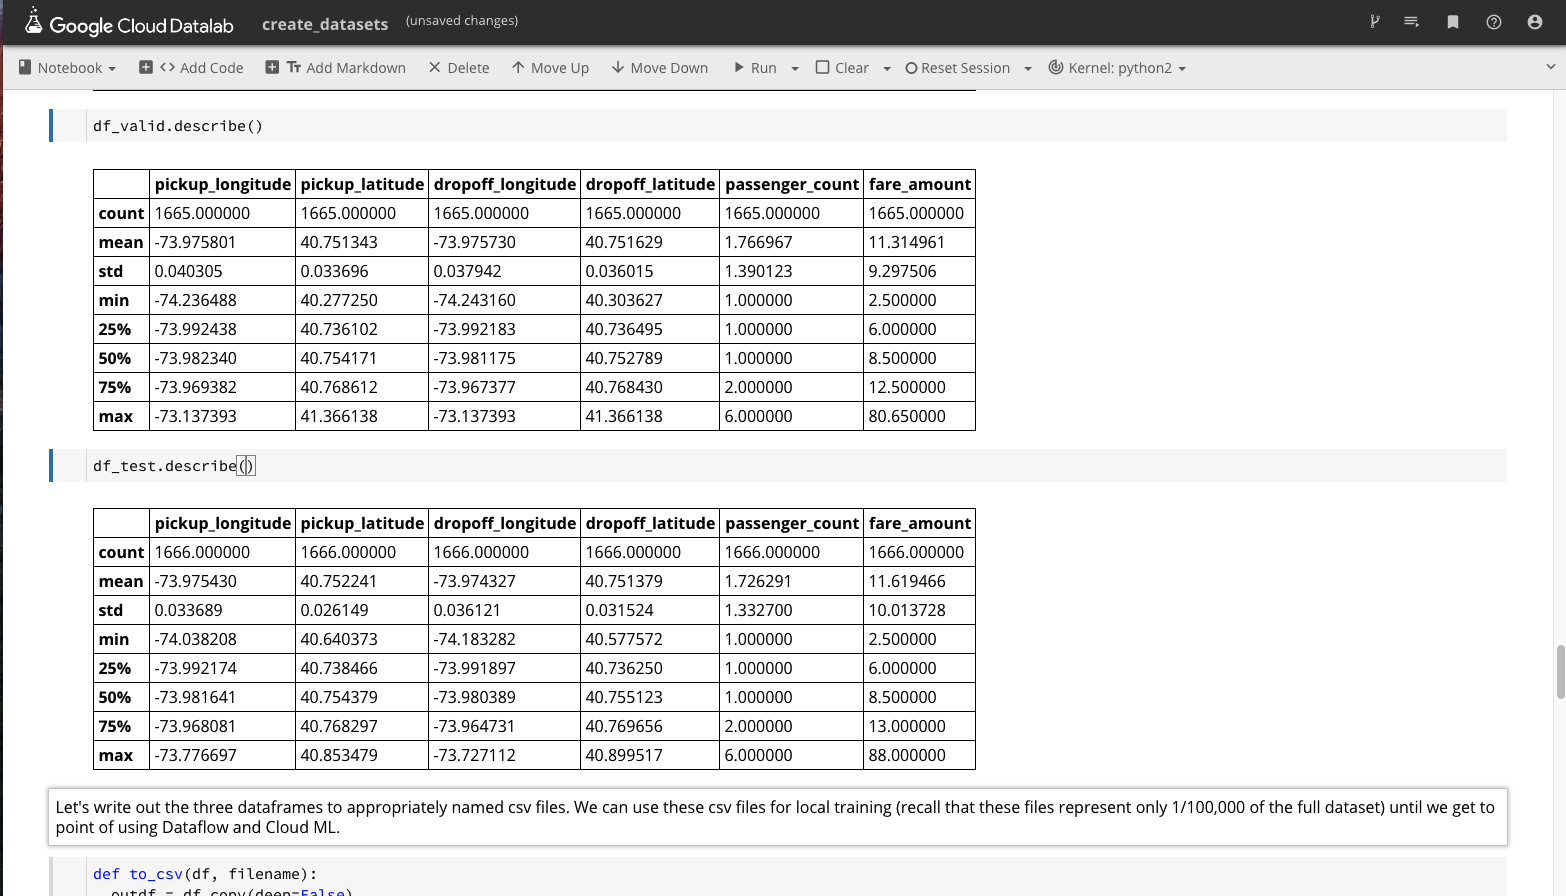 Google Cloud Datalab create_datasets (unsaved changes)
Notebook Add Code Tт Add Markdown Delete Move Up Move Down Run Clear Reset Session Kernel: python2
df_valid.describe()
pickup_longitude pickup_latitude dropoff_longitude dropoff_latitude passenger_count fare_amount
count 1665.000000 1665.000000 1665.000000 1665.000000 1665.000000 1665.000000
mean -73.975801 40.751343 -73.975730 40.751629 1.766967 11.314961
std 0.040305 0.033696 0.037942 0.036015 1.390123 9.297506
min -74.236488 40.277250 -74.243160 40.303627 1.000000 2.500000
25% -73.992438 40.736102 -73.992183 40.736495 1.000000 6.000000
50% -73.982340 40.754171 -73.981175 40.752789 1.000000 8.500000
75% -73.969382 40.768612 -73.967377 40.768430 2.000000 12.500000
max -73.137393 41.366138 -73.137393 41.366138 6.000000 80.650000
df_test.describe()
pickup_longitude pickup_latitude dropoff_longitude dropoff_latitude passenger_count fare_amount
count 1666.000000 1666.000000 1666.000000 1666.000000 1666.000000 1666.000000
mean -73.975430 40.752241 -73.974327 40.751379 1.726291 11.619466
std 0.033689 0.026149 0.036121 0.031524 1.332700 10.013728
min -74.038208 40.640373 -74.183282 40.577572 1.000000 2.500000
25% -73.992174 40.738466 -73.991897 40.736250 1.000000 6.000000
50% -73.981641 40.754379 -73.980389 40.755123 1.000000 8.500000
75% -73.968081 40.768297 -73.964731 40.769656 2.000000 13.000000
max -73.776697 40.853479 -73.727112 40.899517 6.000000 88.000000
Let's write out the three dataframes to appropriately named csv files. We can use these csv files for local training (recall that these files represent only 1/100,000 of the full dataset) until we get to
point of using Dataflow and Cloud ML.
def to_csv(df, filename):
outdf = df.copy(deep=False)